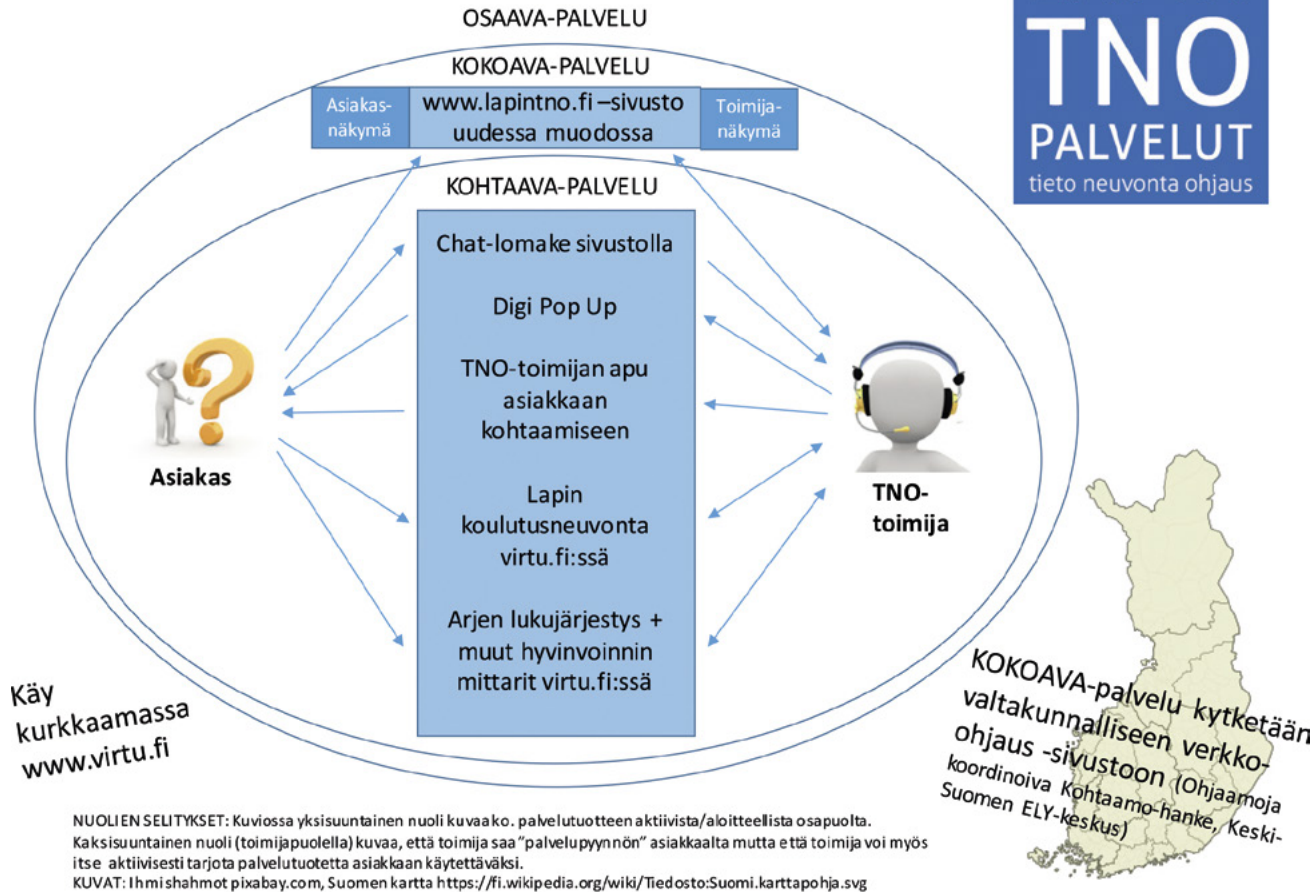 OSAAVA-PALVELU
KOKOAVA-PALVELU
Asiakas-
näkymä
www.lapintno.fi –sivusto
uudessa muodossa
Toimija-
näkymä
TNO
PALVELUT
tieto neuvonta ohjaus
KOHTAAVA-PALVELU
Chat-lomake sivustolla
Digi Pop Up
TNO-toimijan apu
asiakkaan
kohtaamiseen
Lapin
koulutusneuvonta
virtu.fi:ssä
Arjen lukujärjestys +
muut hyvinvoinnin
mittarit virtu.fi:ssä
Asiakas
TNO-
toimija
Käy
kurkkaamassa
www.virtu.fi
KOKOAVA-palvelu kytketään
valtakunnalliseen verkko-
ohjaus -sivustoon (Ohjaamoja
koordinoiva Kohtaamo-hanke, Keski-
Suomen ELY-keskus)
NUOLIEN SELITYKSET: Kuviossa yksisuuntainen nuoli kuvaa ko. palvelutuotteen aktiivista/aloitteellista osapuolta.
Kaksisuuntainen nuoli (toimijapuolella) kuvaa, että toimija saa "palvelupyynnön" asiakkaalta mutta että toimija voi myös
itse aktiivisesti tarjota palvelutuotetta asiakkaan käytettäväksi.
KUVAT: Ihmishahmot pixabay.com, Suomen kartta https://fi.wikipedia.org/wiki/Tiedosto:Suomi.karttapohja.svg